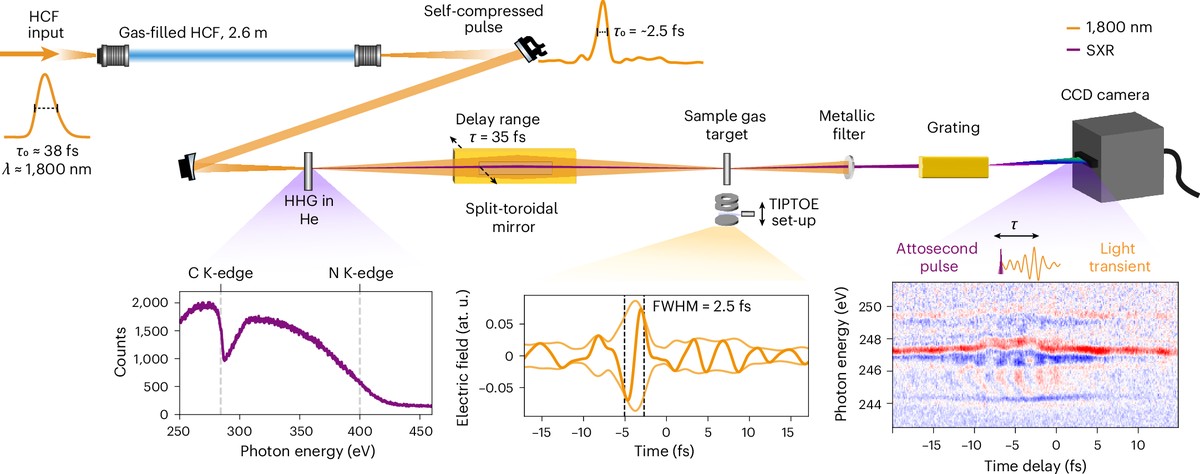 HCF
input
Gas-filled HCF, 2.6 m
Self-compressed
pulse
τ₀ = ~2.5 fs
1,800 nm
SXR
τ₀ ≈ 38 fs
λ ≈ 1,800 nm
HHG in
He
Delay range
τ = 35 fs
Split-toroidal
mirror
Sample gas
target
TIPTOE
set-up
Metallic
filter
Grating
CCD camera
C K-edge
N K-edge
2,000
1,500
1,000
500
0
Counts
250
300
350
400
450
Photon energy (eV)
FWHM = 2.5 fs
0.05
0
−0.05
Electric field (at. u.)
−15
−10
−5
0
5
10
15
Time (fs)
τ
Attosecond
pulse
Light
transient
250
248
246
244
Photon energy (eV)
−15
−10
−5
0
5
10
Time delay (fs)